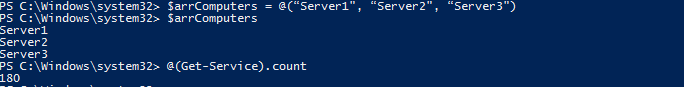 PS C:\Windows\system32> $arrComputers = @(“Server1", “Server2", “Server3")
PS C:\Windows\system32> $arrComputers
Server1
Server2
Server3
PS C:\Windows\system32> @(Get-Service).count
180